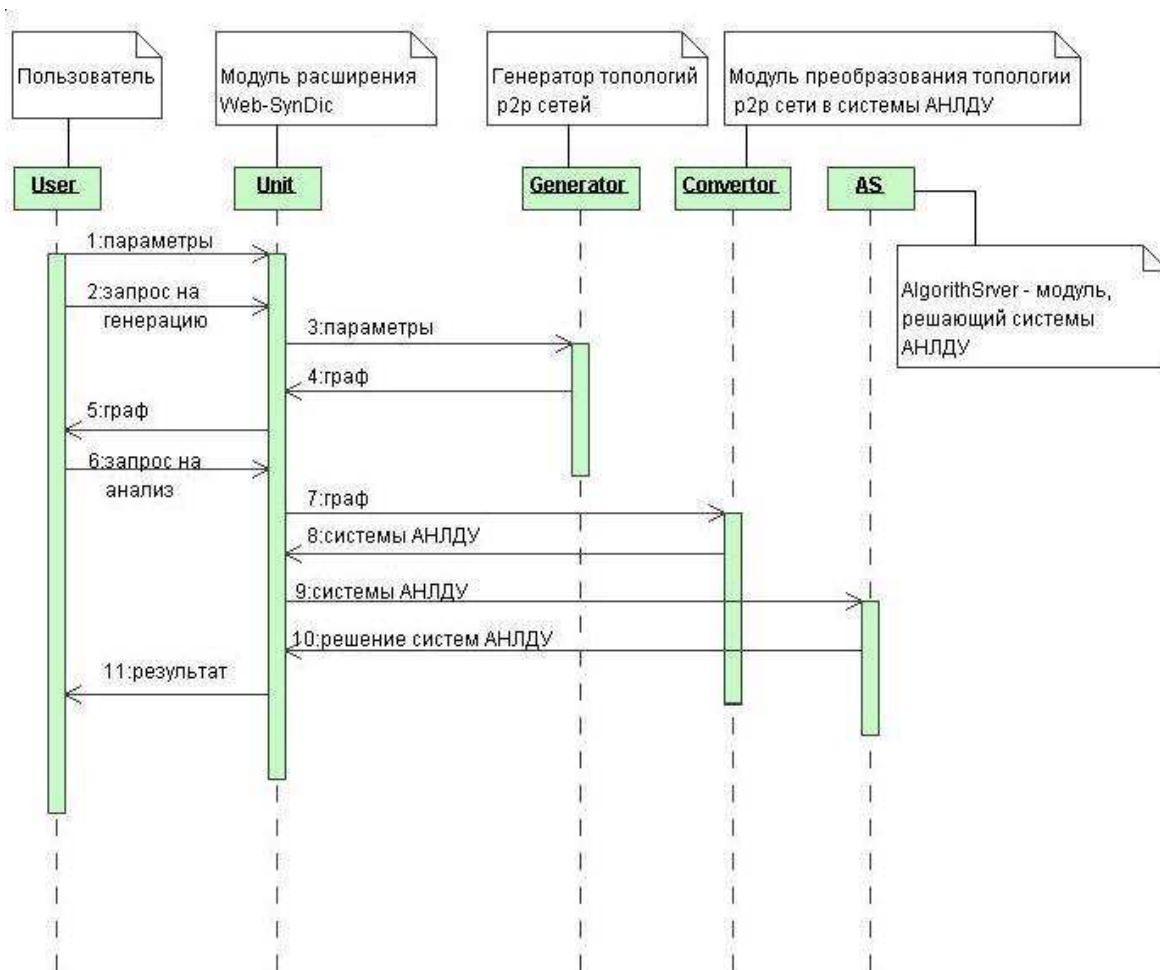 Пользователь
Модуль расширения
Web-SynDic
Генератор топологий
p2p сетей
Модуль преобразования топологии
p2p сети в системы АНЛДУ
User
Unit
Generator
Convertor
AS
AlgorithSrver - модуль,
решающий системы
АНЛДУ
1:параметры
2:запрос на
генерацию
3:параметры
4:граф
5:граф
6:запрос на
анализ
7:граф
8:системы АНЛДУ
9:системы АНЛДУ
10:решение систем АНЛДУ
11:результат